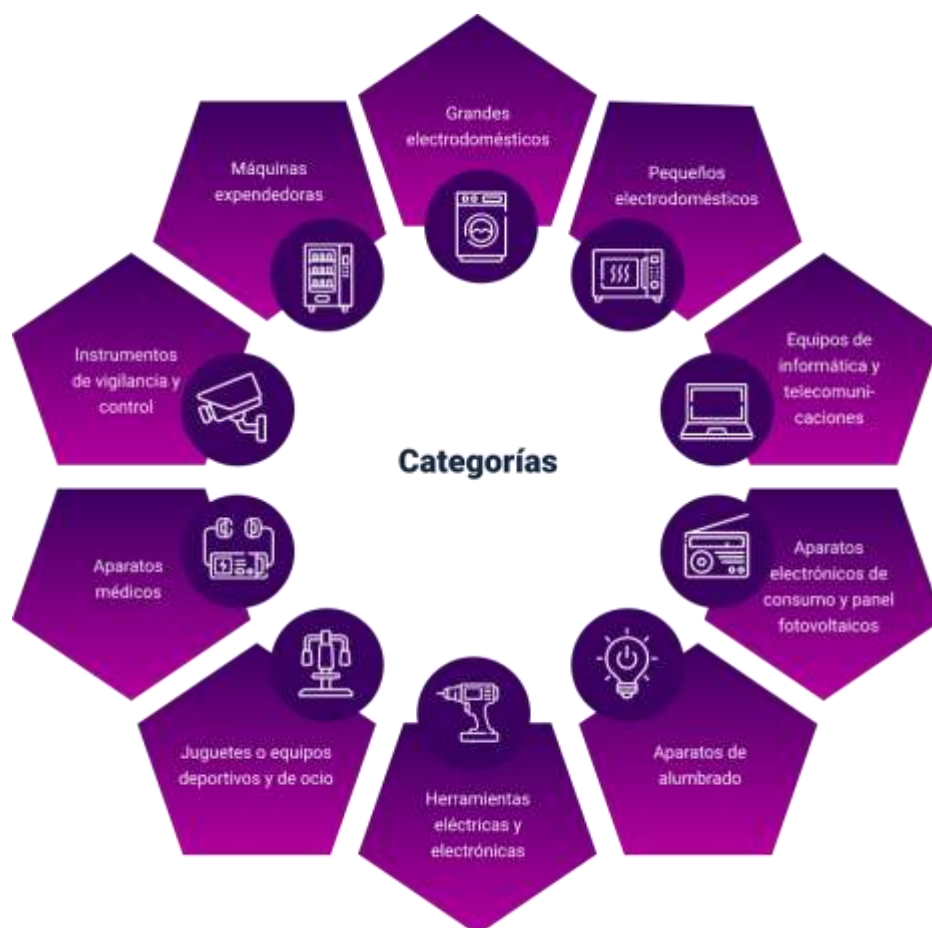 Grandes
electrodomésticos
Pequeños
electrodomésticos
Equipos de
informática y
telecomuni-
caciones
Aparatos
electrónicos de
consumo y panel
fotovoltaicos
Aparatos de
alumbrado
Herramientas
eléctricas y
electrónicas
Juguetes o equipos
deportivos y de ocio
Aparatos
médicos
Instrumentos
de vigilancia y
control
Máquinas
expendedoras
Categorías